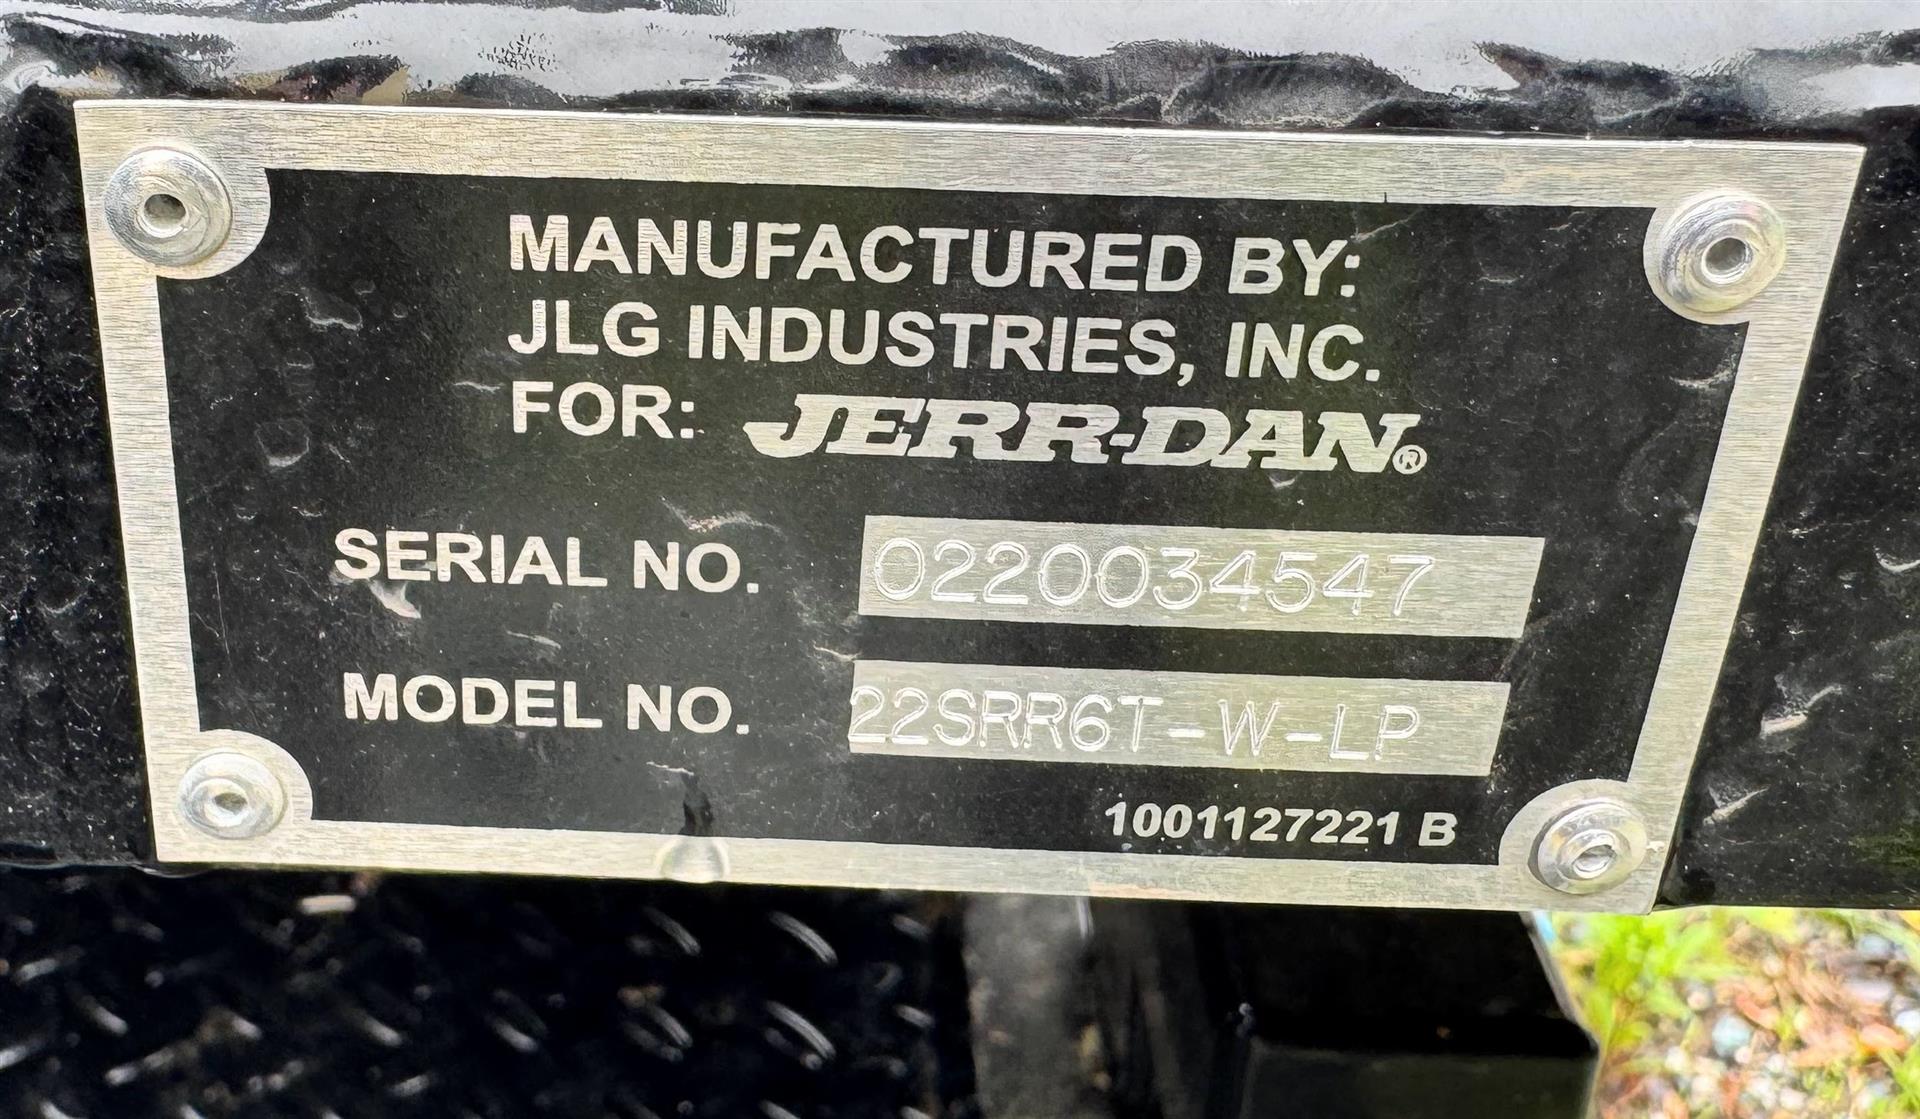 MANUFACTURED BY:
JLG INDUSTRIES, INC.
FOR: JERR-DAN®
SERIAL NO. 0220034547
MODEL NO. 22SRR6T-W-LP
1001127221 B